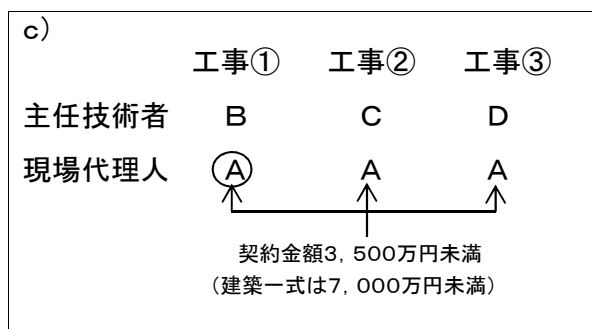 c）
工事① 工事② 工事③
主任技術者 B C D
現場代理人 A A A
契約金額3，500万円未満
（建築一式は7，000万円未満）